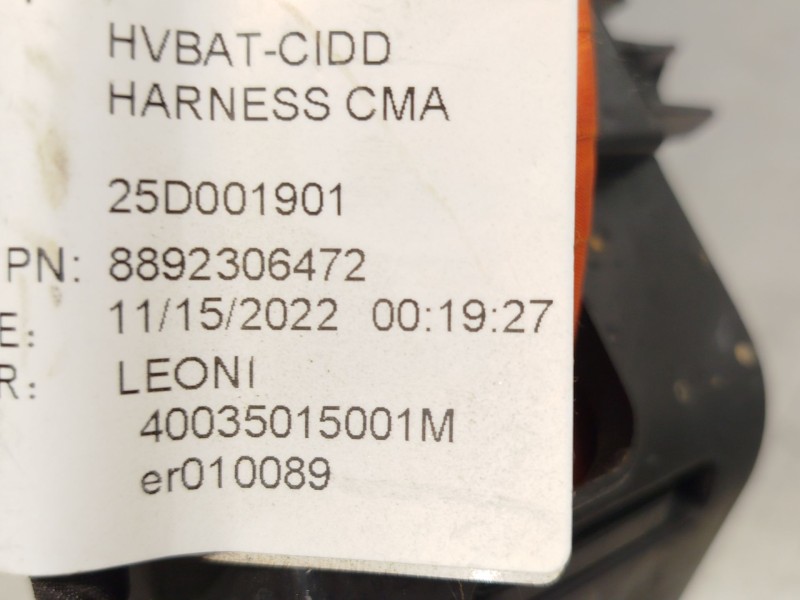 HVBAT-CIDD
HARNESS CMA
25D001901
PN: 8892306472
E: 11/15/2022 00:19:27
R: LEONI
40035015001M
er010089